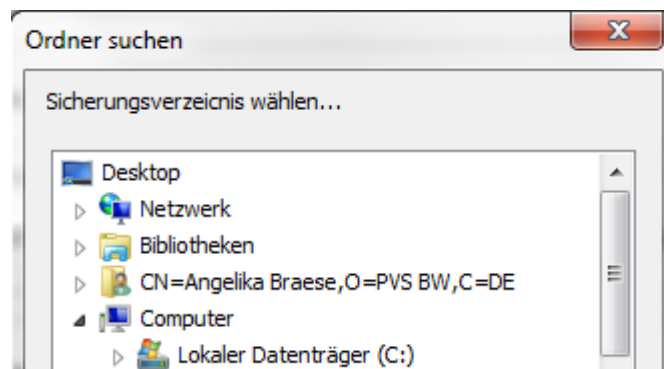 Ordner suchen
Sicherungsverzeicnis wählen...
Desktop
Netzwerk
Bibliotheken
CN=Angelika Braese,O=PVS BW,C=DE
Computer
Lokaler Datenträger (C:)